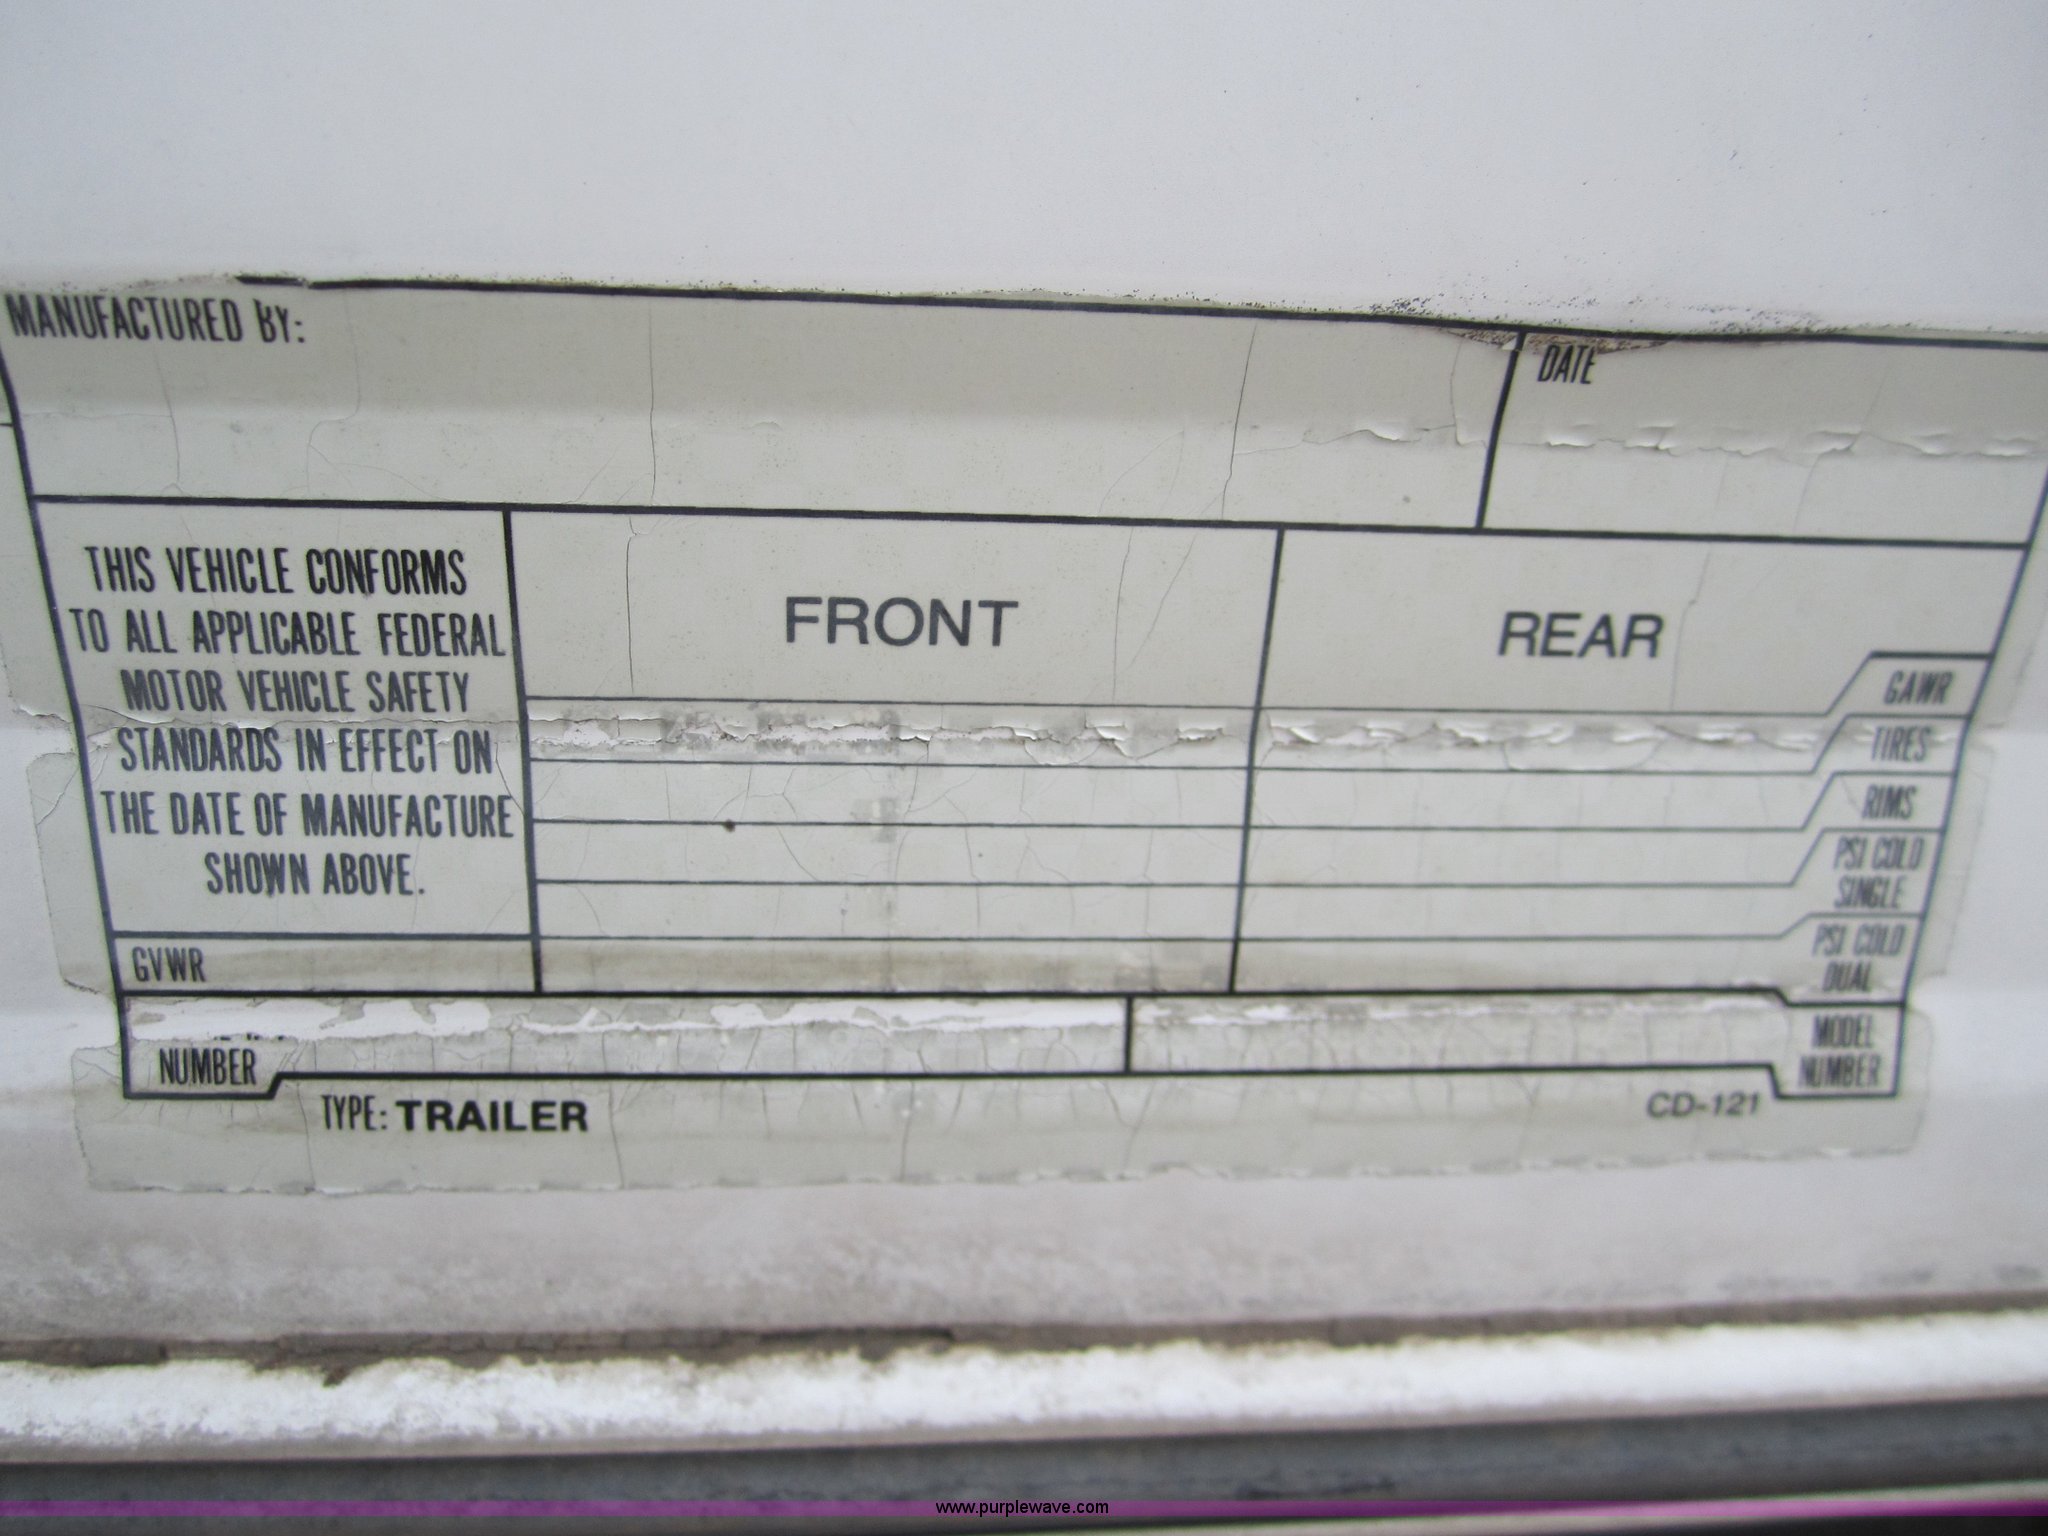 MANUFACTURED BY:
DATE
THIS VEHICLE CONFORMS
TO ALL APPLICABLE FEDERAL
MOTOR VEHICLE SAFETY
STANDARDS IN EFFECT ON
THE DATE OF MANUFACTURE
SHOWN ABOVE.
FRONT
REAR
GAWR
TIRES
RIMS
PSI COLD
SINGLE
PSI COLD
DUAL
GVWR
NUMBER
MODEL
NUMBER
TYPE: TRAILER
CD-121
www.purplewave.com